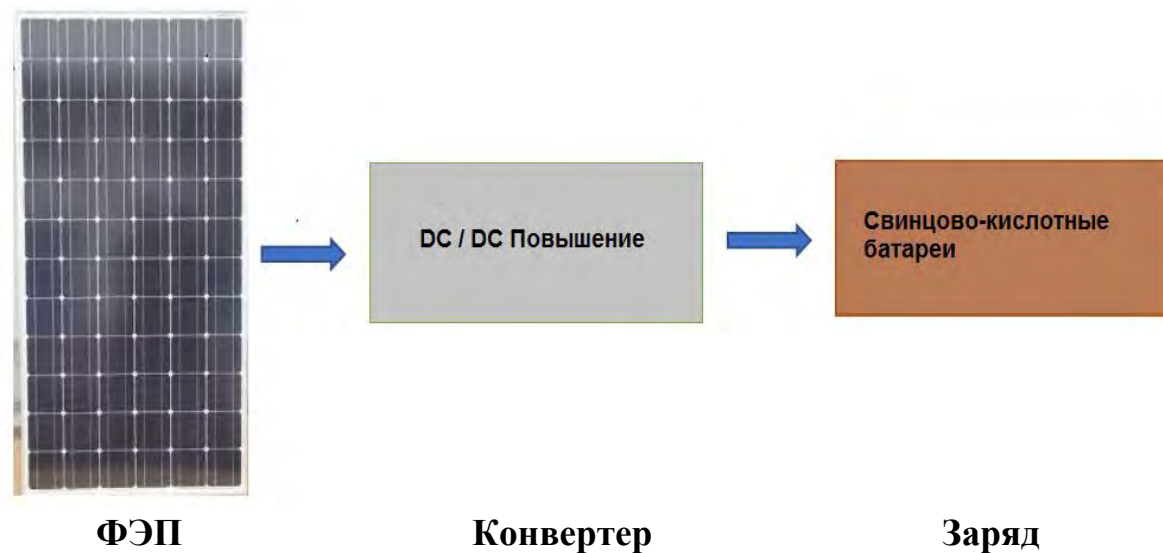 DC / DC Повышение
Свинцово-кислотные
батареи
ФЭП
Конвертер
Заряд